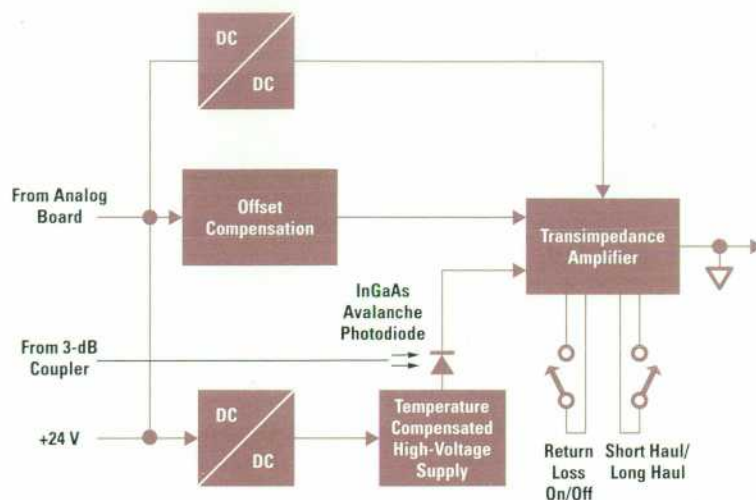 DC
DC
From Analog
Board
Offset
Compensation
Transimpedance
Amplifier
InGaAs
Avalanche
Photodiode
From 3-dB
Coupler
+24 V
DC
DC
Temperature
Compensated
High-Voltage
Supply
Return
Loss
On/Off
Short Haul/
Long Haul